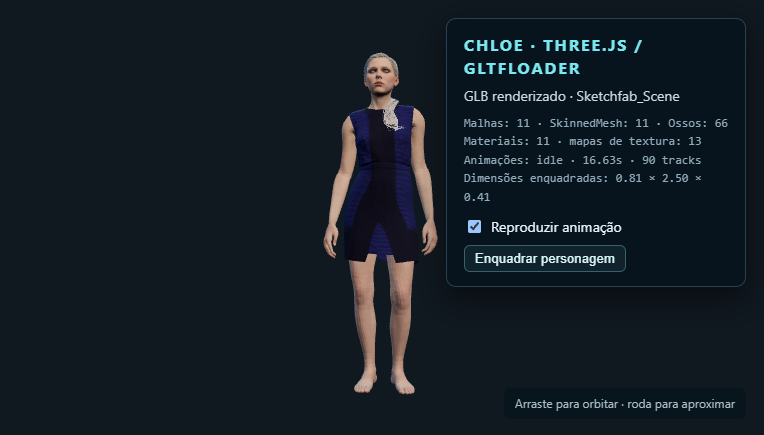 CHLOE · THREE.JS /
GLTFLOADER
GLB renderizado · Sketchfab_Scene
Malhas: 11 · SkinnedMesh: 11 · Ossos: 66
Materiais: 11 · mapas de textura: 13
Animações: idle · 16.63s · 90 tracks
Dimensões enquadradas: 0.81 × 2.50 ×
0.41
Reproduzir animação
Enquadrar personagem
Arraste para orbitar · roda para aproximar